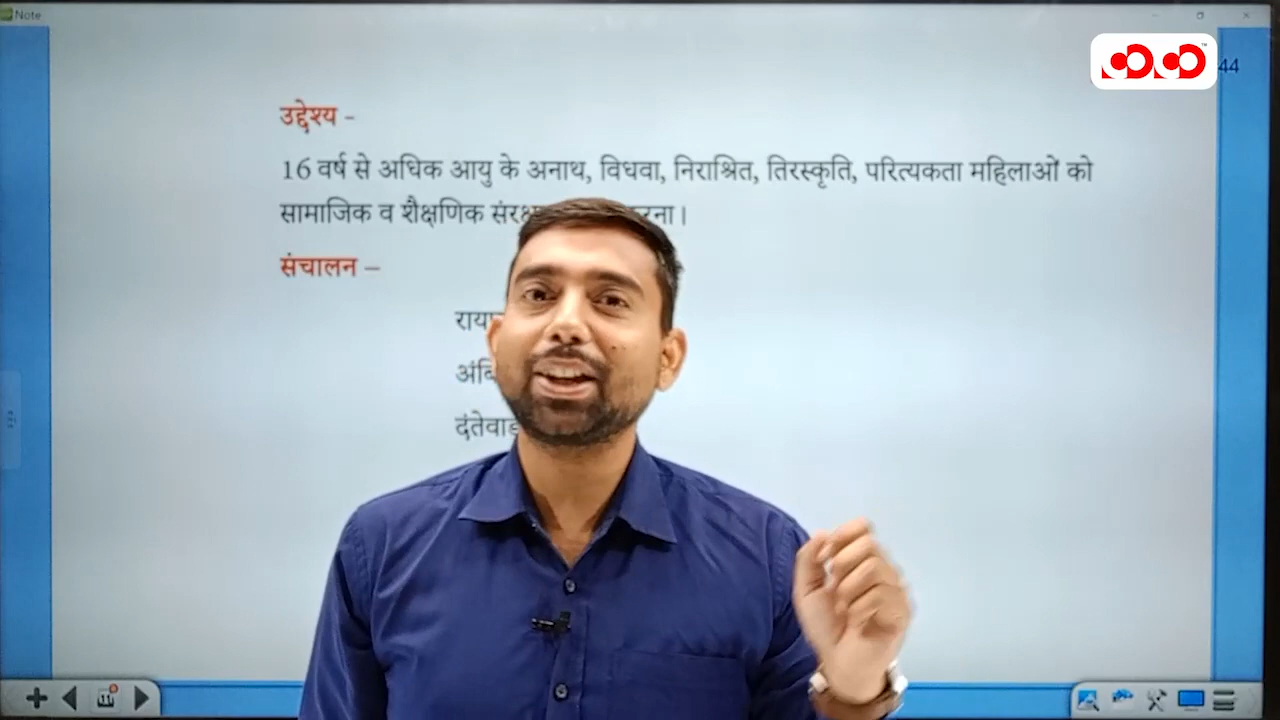 Note
44
उद्देश्य -
16 वर्ष से अधिक आयु के अनाथ, विधवा, निराश्रित, तिरस्कृति, परित्यकता महिलाओं को
सामाजिक व शैक्षणिक
संचालन –